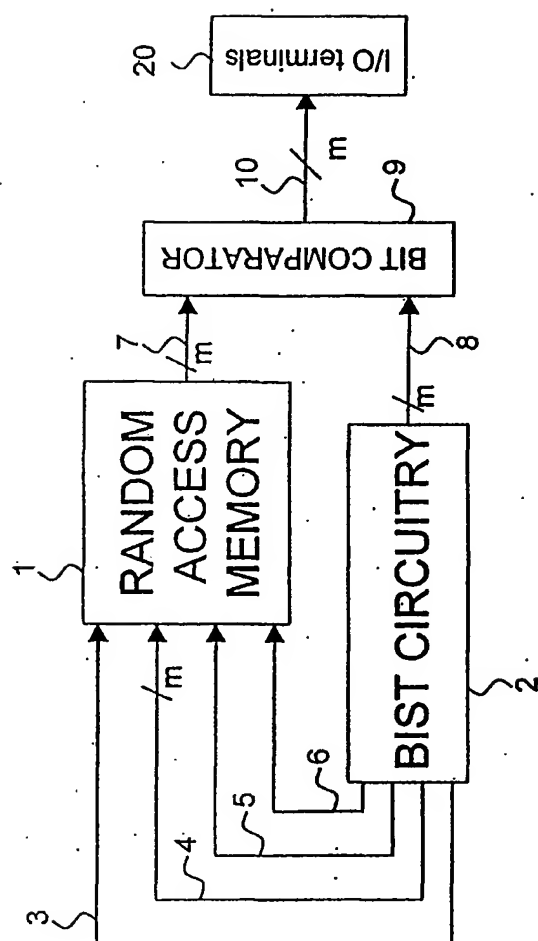 1
RANDOM
ACCESS
MEMORY
3
4
5
6
m
7
m
BIST CIRCUITRY
2
8
m
BIT COMPARATOR
9
10
m
I/O terminals
20